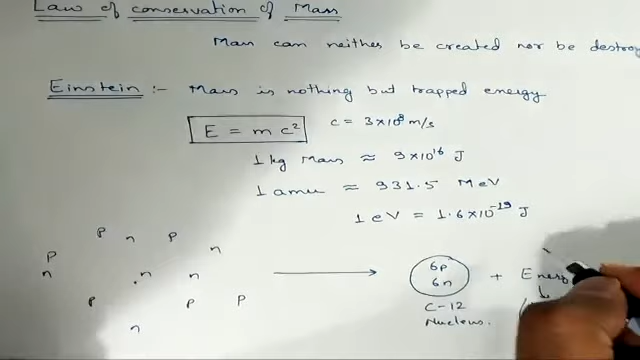 Law of conservation of Mass
Mass can neither be created nor be
Einstein :- Mass is nothing but trapped energy
E = mc² c = 3×10⁸ m/s
1 kg Mass ≈ 9×10¹⁶ J
1 amu ≈ 931.5 MeV
1 eV = 1.6×10⁻¹⁹ J
P n P n
P
n n n
P P P
n
6p
6n
+
C-12
Nucleus.